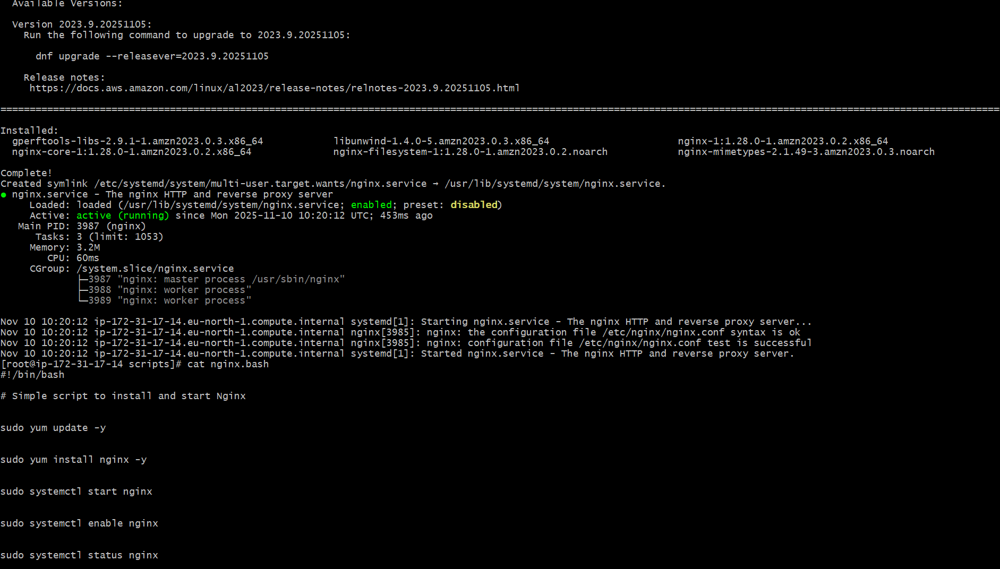 Available Versions:
Version 2023.9.20251105:
Run the following command to upgrade to 2023.9.20251105:
dnf upgrade --releasever=2023.9.20251105
Release notes:
https://docs.aws.amazon.com/linux/al2023/release-notes/relnotes-2023.9.20251105.html
===========================================================================================================================================================================
Installed:
gperftools-libs-2.9.1-1.amzn2023.0.3.x86_64 libunwind-1.4.0-5.amzn2023.0.3.x86_64 nginx-1:1.28.0-1.amzn2023.0.2.x86_64
nginx-core-1:1.28.0-1.amzn2023.0.2.x86_64 nginx-filesystem-1:1.28.0-1.amzn2023.0.2.noarch nginx-mimetypes-2.1.49-3.amzn2023.0.3.noarch
Complete!
Created symlink /etc/systemd/system/multi-user.target.wants/nginx.service → /usr/lib/systemd/system/nginx.service.
● nginx.service - The nginx HTTP and reverse proxy server
Loaded: loaded (/usr/lib/systemd/system/nginx.service; enabled; preset: disabled)
Active: active (running) since Mon 2025-11-10 10:20:12 UTC; 453ms ago
Main PID: 3987 (nginx)
Tasks: 3 (limit: 1053)
Memory: 3.2M
CPU: 60ms
CGroup: /system.slice/nginx.service
├─3987 "nginx: master process /usr/sbin/nginx"
├─3988 "nginx: worker process"
└─3989 "nginx: worker process"
Nov 10 10:20:12 ip-172-31-17-14.eu-north-1.compute.internal systemd[1]: Starting nginx.service - The nginx HTTP and reverse proxy server...
Nov 10 10:20:12 ip-172-31-17-14.eu-north-1.compute.internal nginx[3985]: nginx: the configuration file /etc/nginx/nginx.conf syntax is ok
Nov 10 10:20:12 ip-172-31-17-14.eu-north-1.compute.internal nginx[3985]: nginx: configuration file /etc/nginx/nginx.conf test is successful
Nov 10 10:20:12 ip-172-31-17-14.eu-north-1.compute.internal systemd[1]: Started nginx.service - The nginx HTTP and reverse proxy server.
[root@ip-172-31-17-14 scripts]# cat nginx.bash
#!/bin/bash
# Simple script to install and start Nginx
sudo yum update -y
sudo yum install nginx -y
sudo systemctl start nginx
sudo systemctl enable nginx
sudo systemctl status nginx